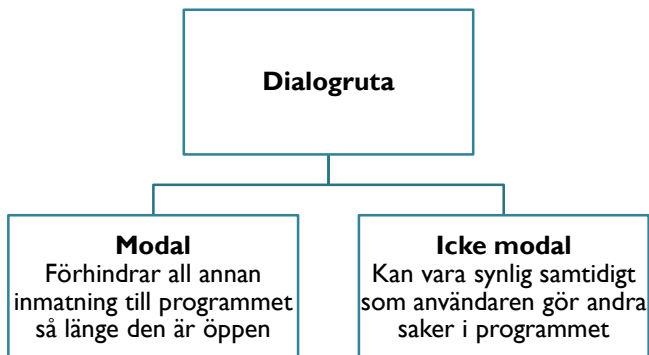 Dialogruta
Modal
Förhindrar all annan
inmatning till programmet
så länge den är öppen
Icke modal
Kan vara synlig samtidigt
som användaren gör andra
saker i programmet